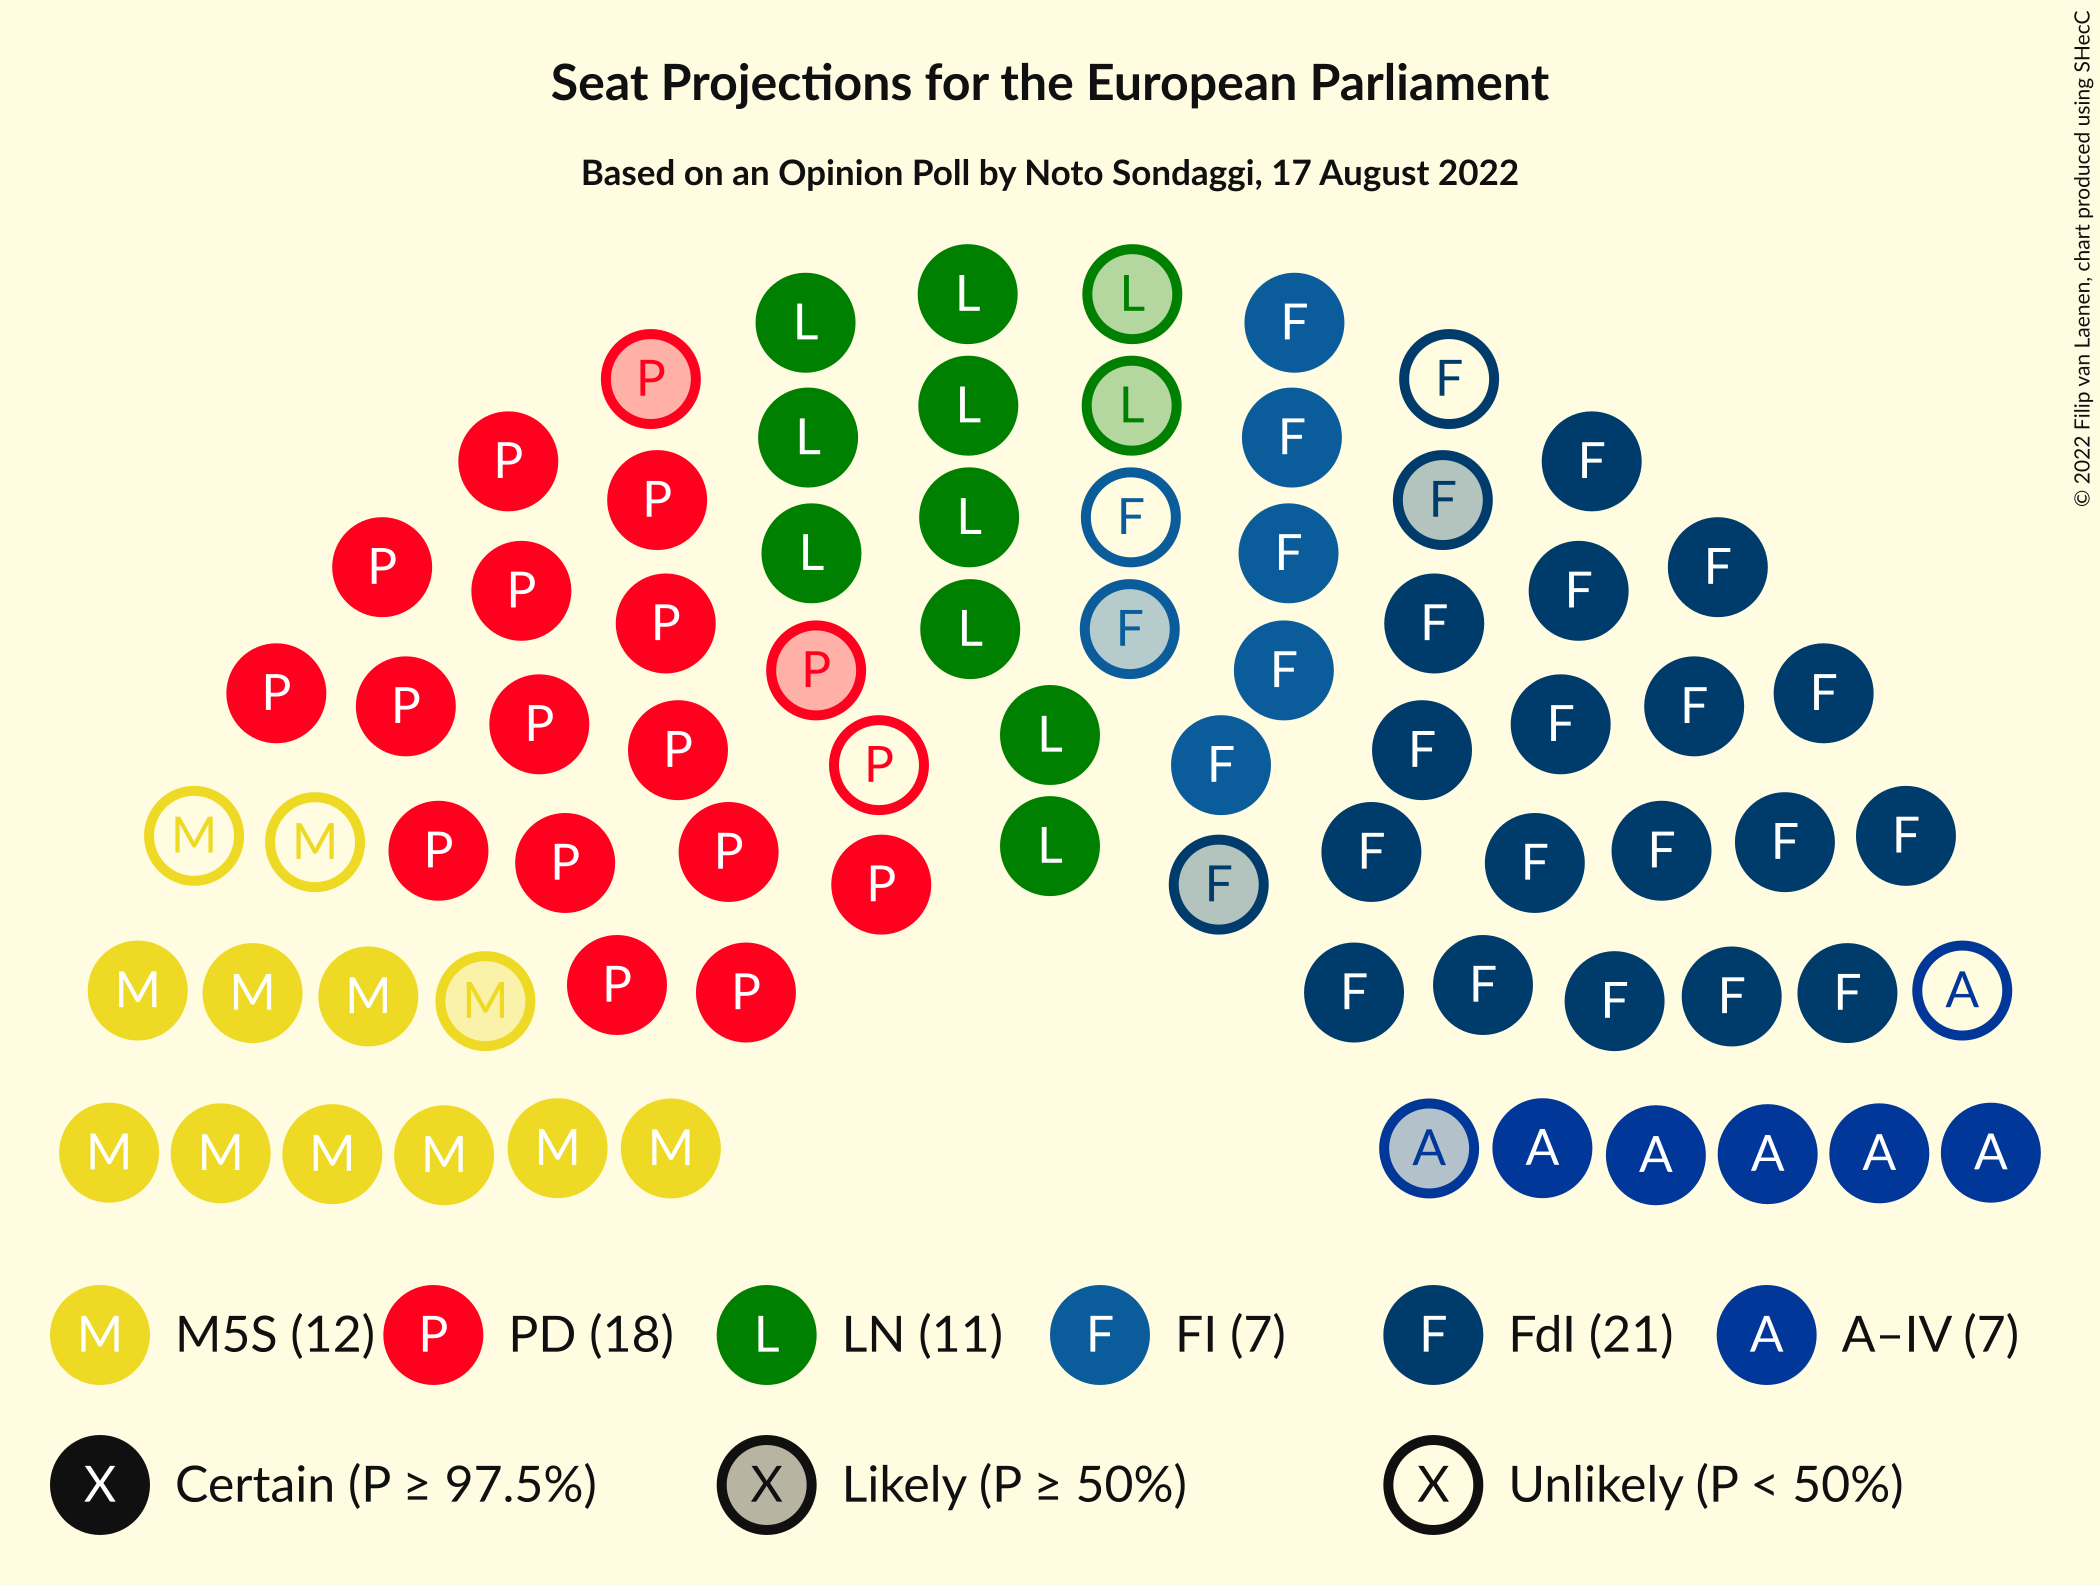 Seat Projections for the European Parliament
Based on an Opinion Poll by Noto Sondaggi, 17 August 2022
© 2022 Filip van Laenen, chart produced using SHecC
L L
L F
P F
L L
L F
P F
P F
L L
F F
P F
P F
L L
F F
P F
P P P P
P L F
F F F F
M M P P P P
L F
F F F F F
M M M M P P
F F F F F A
M M M M M M
A A A A A A
M M5S (12) P PD (18) L LN (11) F FI (7) F FdI (21) A A–IV (7)
X Certain (P ≥ 97.5%) X Likely (P ≥ 50%) X Unlikely (P < 50%)